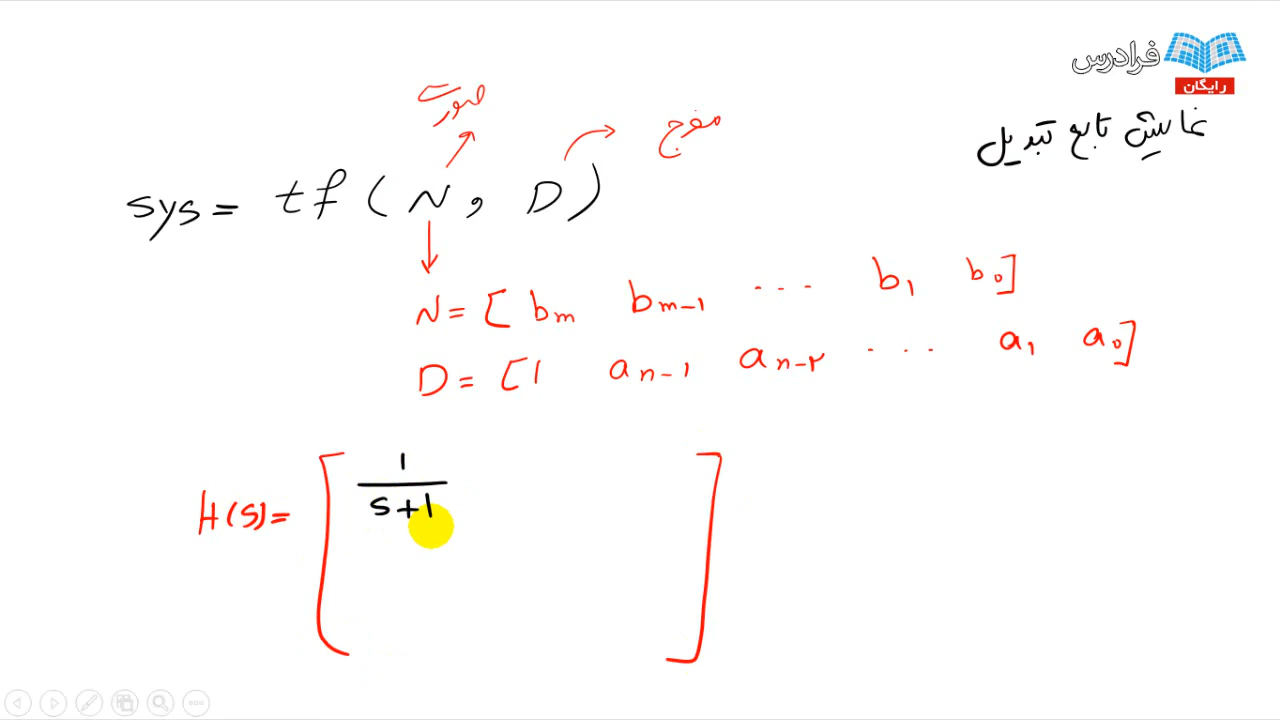 فرادرس
رایگان
نمایش تابع تبدیل
صورت
مخرج
sys = tf ( N , D )
N = [ bₘ bₘ₋₁ ... b₁ b₀ ]
D = [ 1 aₙ₋₁ aₙ₋₂ ... a₁ a₀ ]
H(s) = [ 1
s+1 ]